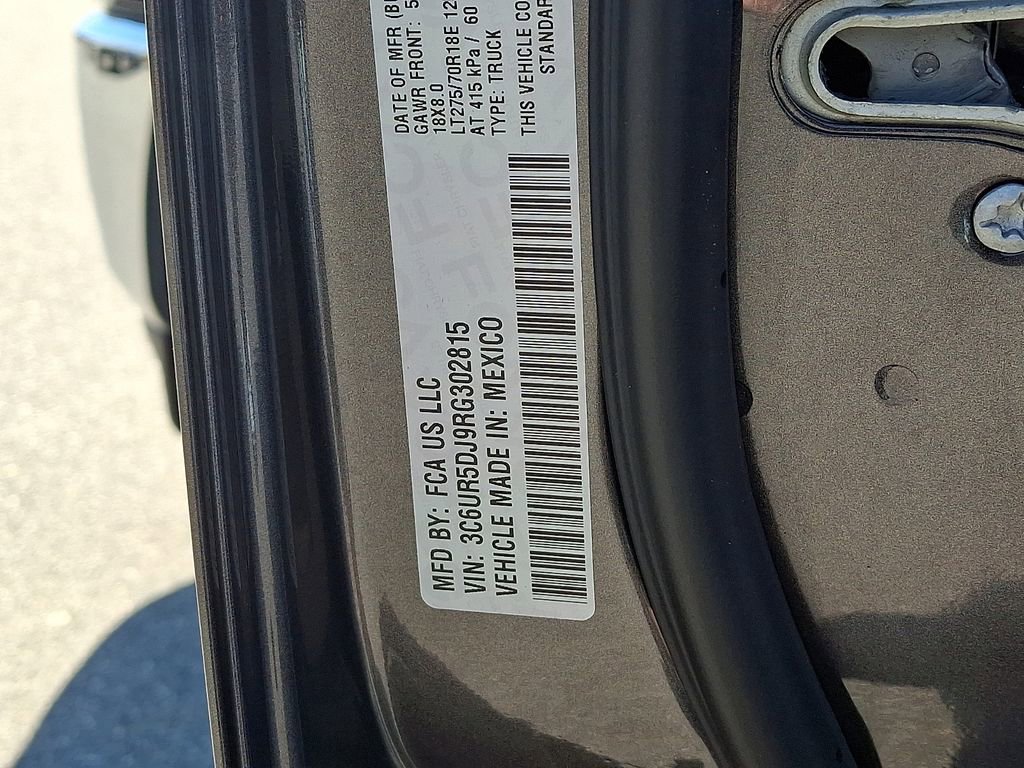 MFD BY: FCA US LLC
VIN: 3C6UR5DJ9RG302815
VEHICLE MADE IN: MEXICO
DATE OF MFR
GAWR FRONT:
18X8.0
LT275/70R18E
AT 415 kPa / 60
TYPE: TRUCK
THIS VEHICLE